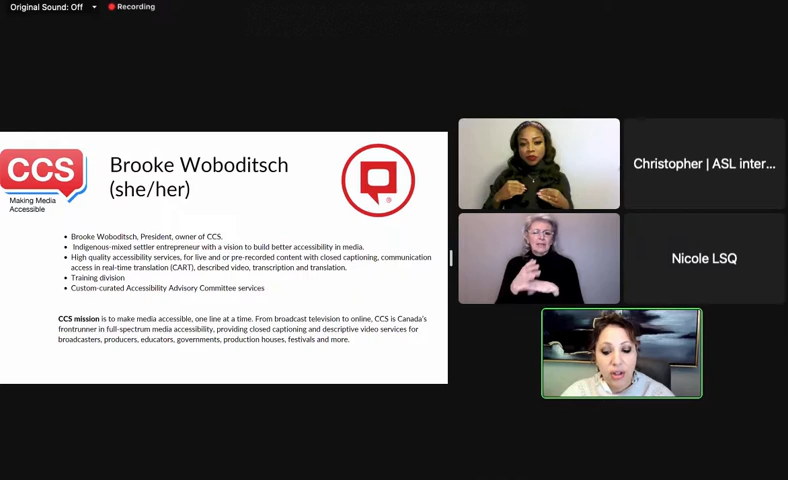 Original Sound: Off
Recording
CCS
Making Media
Accessible
Brooke Woboditsch
(she/her)
• Brooke Woboditsch, President, owner of CCS.
• Indigenous-mixed settler entrepreneur with a vision to build better accessibility in media.
• High quality accessibility services, for live and or pre-recorded content with closed captioning, communication
access in real-time translation (CART), described video, transcription and translation.
• Training division
• Custom-curated Accessibility Advisory Committee services
CCS mission is to make media accessible, one line at a time. From broadcast television to online, CCS is Canada's
frontrunner in full-spectrum media accessibility, providing closed captioning and descriptive video services for
broadcasters, producers, educators, governments, production houses, festivals and more.
Christopher | ASL inter...
Nicole LSQ